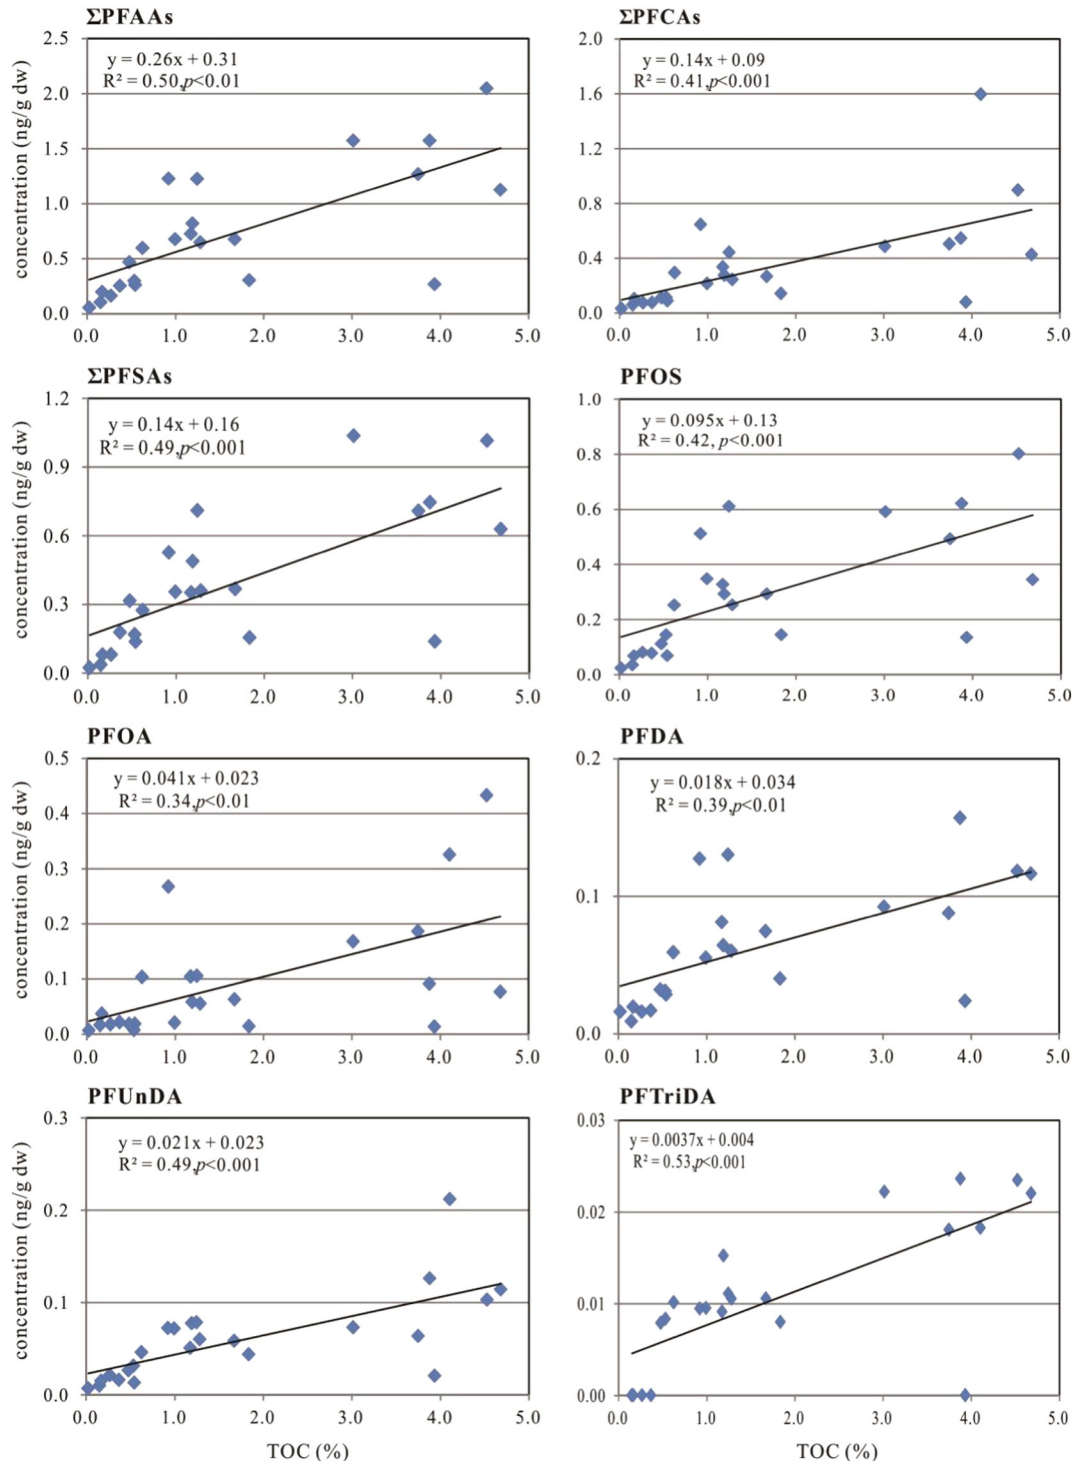 ΣPFAAs
2.5
2.0
1.5
1.0
0.5
0.0
concentration (ng/g dw)
y = 0.26x + 0.31
R² = 0.50,p<0.01
0.0 1.0 2.0 3.0 4.0 5.0
ΣPFCAs
2.0
1.6
1.2
0.8
0.4
0.0
y = 0.14x + 0.09
R² = 0.41,p<0.001
0.0 1.0 2.0 3.0 4.0 5.0
ΣPFSAs
1.2
0.9
0.6
0.3
0.0
concentration (ng/g dw)
y = 0.14x + 0.16
R² = 0.49,p<0.001
0.0 1.0 2.0 3.0 4.0 5.0
PFOS
1.0
0.8
0.6
0.4
0.2
0.0
y = 0.095x + 0.13
R² = 0.42, p<0.001
0.0 1.0 2.0 3.0 4.0 5.0
PFOA
0.5
0.4
0.3
0.2
0.1
0.0
concentration (ng/g dw)
y = 0.041x + 0.023
R² = 0.34,p<0.01
0.0 1.0 2.0 3.0 4.0 5.0
PFDA
0.2
0.1
0.0
y = 0.018x + 0.034
R² = 0.39,p<0.01
0.0 1.0 2.0 3.0 4.0 5.0
PFUnDA
0.3
0.2
0.1
0.0
concentration (ng/g dw)
y = 0.021x + 0.023
R² = 0.49,p<0.001
0.0 1.0 2.0 3.0 4.0 5.0
TOC (%)
PFTriDA
0.03
0.02
0.01
0.00
y = 0.0037x + 0.004
R² = 0.53,p<0.001
0.0 1.0 2.0 3.0 4.0 5.0
TOC (%)